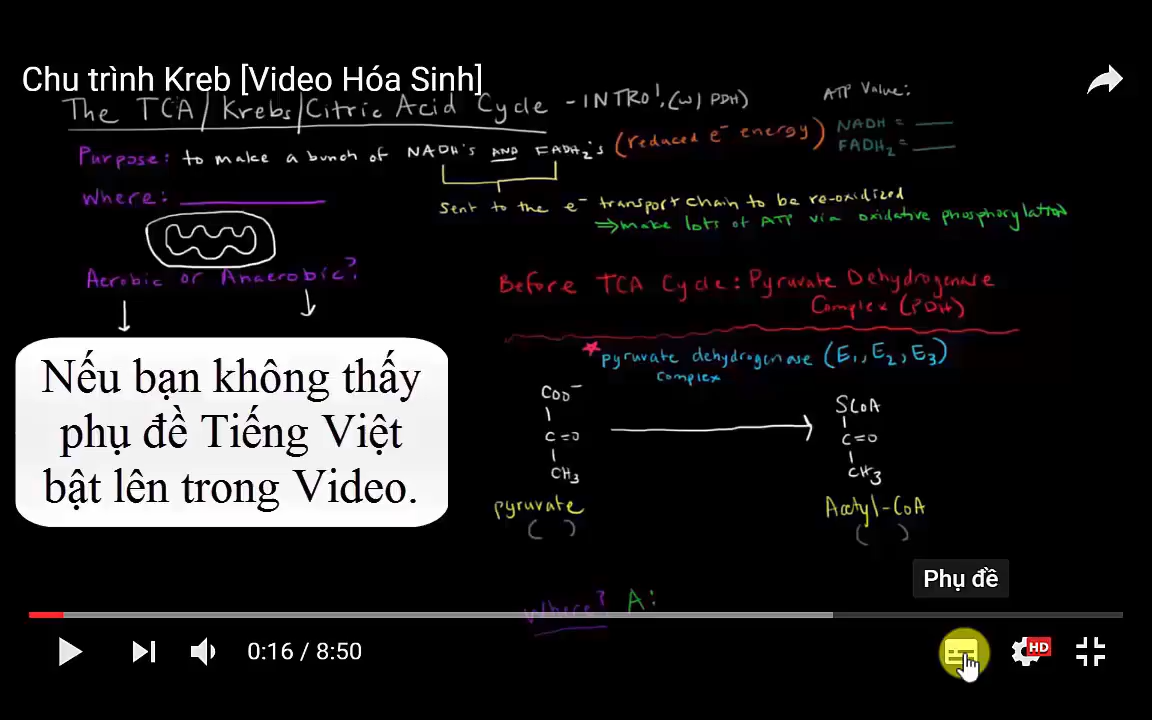 Chu trình Kreb [Video Hóa Sinh]
The TCA/Krebs/Citric Acid Cycle - INTRO!, (w/ PDH)
ATP Value:
NADH = ___
FADH₂ = ___
Purpose: to make a bunch of NADH's AND FADH₂'s (reduced e⁻ energy)
Where: ___
Sent to the e⁻ transport chain to be re-oxidized
⇒ make lots of ATP via oxidative phosphorylation
Aerobic or Anaerobic?
Before TCA Cycle: Pyruvate Dehydrogenase
Complex (PDH)
Nếu bạn không thấy
phụ đề Tiếng Việt
bật lên trong Video.
pyruvate dehydrogenase (E₁, E₂, E₃)
complex
COO⁻
C=O
CH₃
pyruvate
( )
SCoA
C=O
CH₃
Acetyl-CoA
( )
Phụ đề
Where? A:
0:16 / 8:50
HD